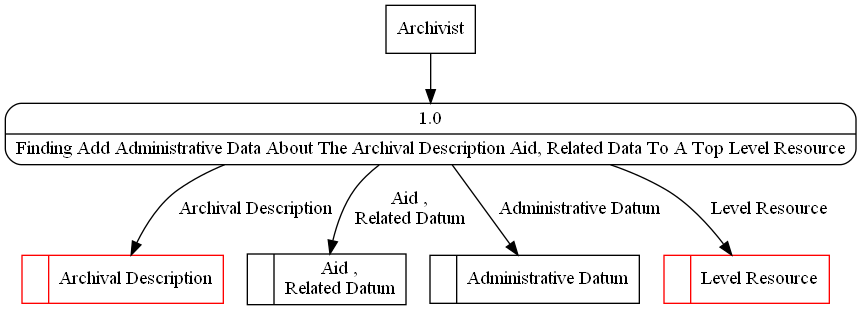 Archivist
1.0
Finding Add Administrative Data About The Archival Description Aid, Related Data To A Top Level Resource
Archival Description
Aid ,
Related Datum
Administrative Datum
Level Resource
Archival Description
Aid ,
Related Datum
Administrative Datum
Level Resource